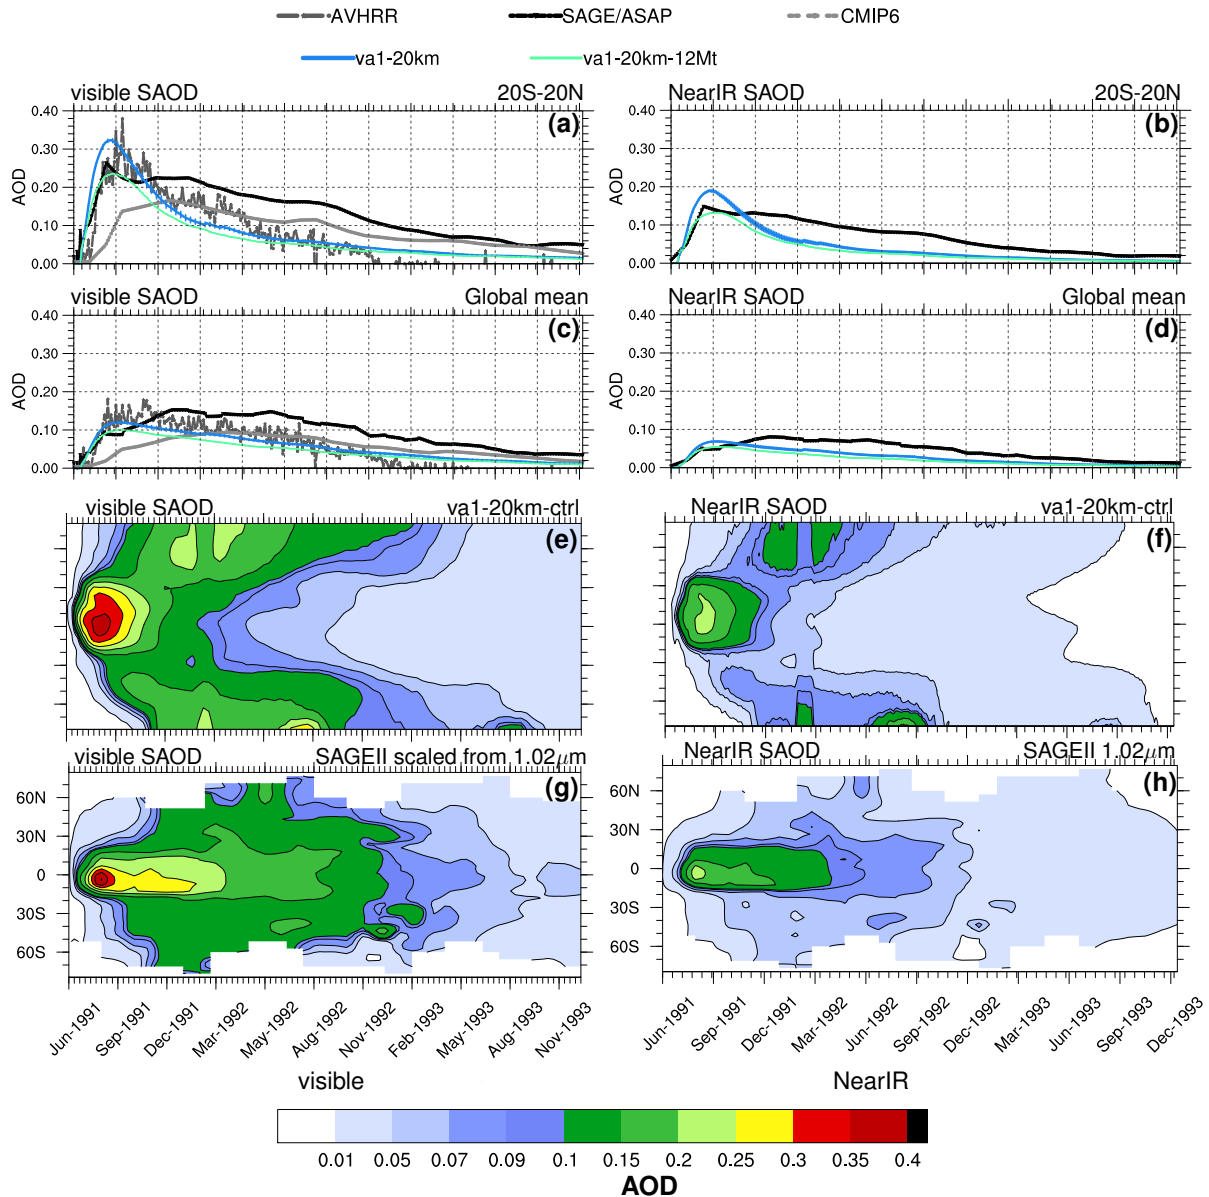 AVHRR SAGE/ASAP CMIP6
va1-20km va1-20km-12Mt
visible SAOD 20S-20N
(a)
AOD
0.40
0.30
0.20
0.10
0.00
NearIR SAOD 20S-20N
(b)
AOD
0.40
0.30
0.20
0.10
0.00
visible SAOD Global mean
(c)
AOD
0.40
0.30
0.20
0.10
0.00
NearIR SAOD Global mean
(d)
AOD
0.40
0.30
0.20
0.10
0.00
visible SAOD va1-20km-ctrl
(e)
NearIR SAOD va1-20km-ctrl
(f)
visible SAOD SAGEII scaled from 1.02μm
(g)
60N
30N
0
30S
60S
Jun-1991 Sep-1991 Dec-1991 Mar-1992 May-1992 Aug-1992 Nov-1992 Feb-1993 May-1993 Aug-1993 Nov-1993
NearIR SAOD SAGEII 1.02μm
(h)
60N
30N
0
30S
60S
Jun-1991 Sep-1991 Dec-1991 Mar-1992 Jun-1992 Sep-1992 Dec-1992 Mar-1993 Jun-1993 Sep-1993 Dec-1993
visible NearIR
0.01 0.05 0.07 0.09 0.1 0.15 0.2 0.25 0.3 0.35 0.4
AOD